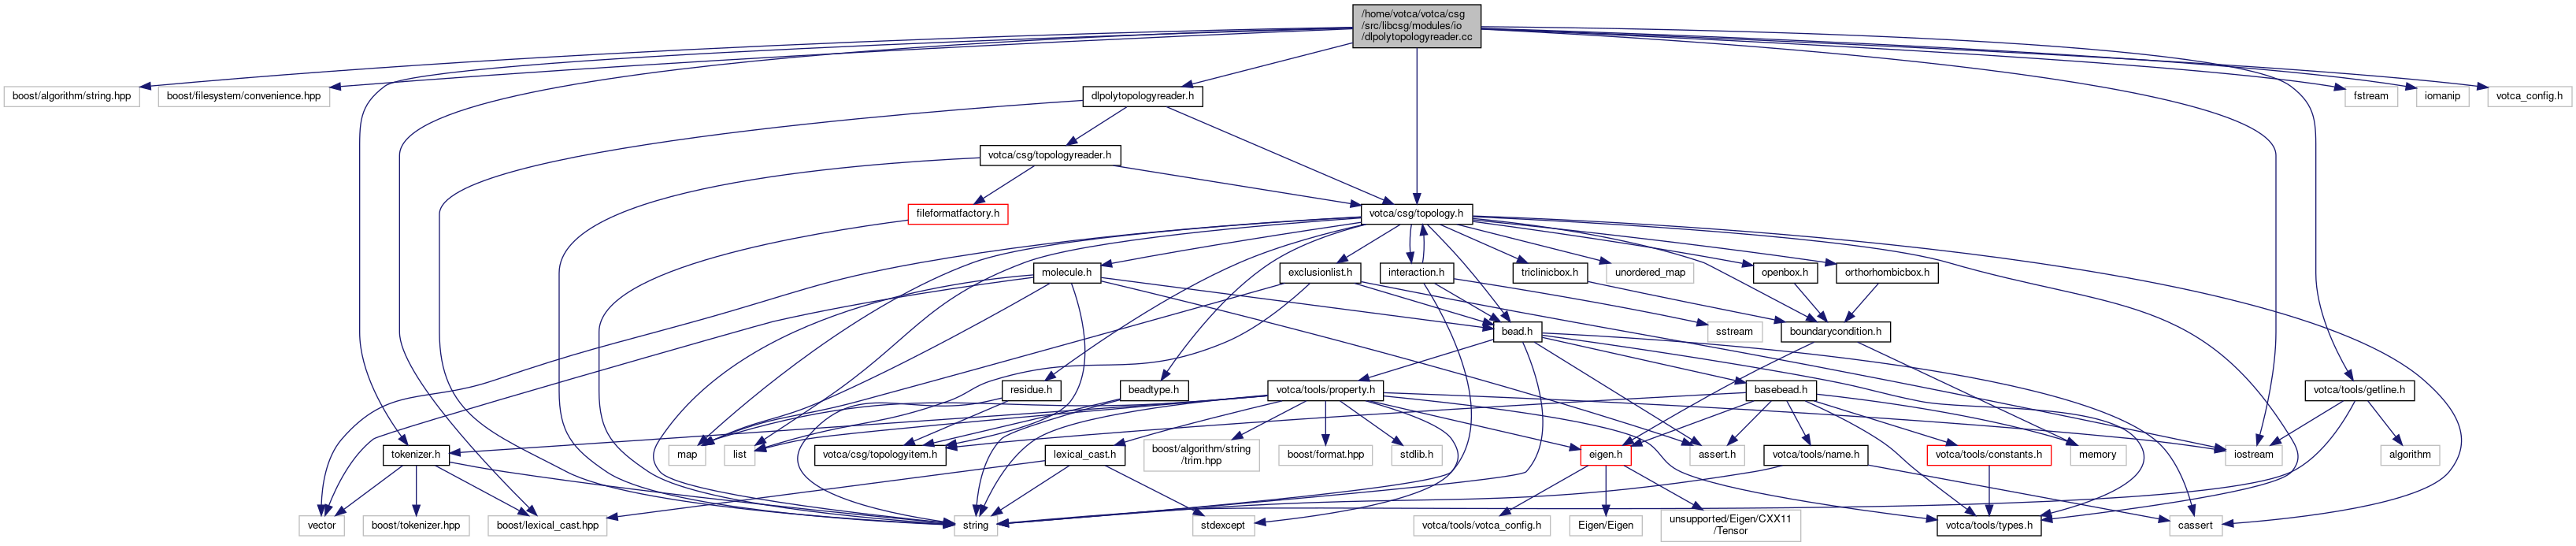 /home/votca/votca/csg
/src/libcsg/modules/io
/dlpolytopologyreader.cc
boost/algorithm/string.hpp
boost/filesystem/convenience.hpp
dlpolytopologyreader.h
fstream
iomanip
votca_config.h
votca/csg/topologyreader.h
fileformatfactory.h
votca/csg/topology.h
molecule.h
exclusionlist.h
interaction.h
triclinicbox.h
unordered_map
openbox.h
orthorhombicbox.h
bead.h
sstream
boundarycondition.h
residue.h
beadtype.h
votca/tools/property.h
basebead.h
votca/tools/getline.h
tokenizer.h
map
list
votca/csg/topologyitem.h
lexical_cast.h
boost/algorithm/string
/trim.hpp
boost/format.hpp
stdlib.h
eigen.h
assert.h
votca/tools/name.h
votca/tools/constants.h
memory
iostream
algorithm
vector
boost/tokenizer.hpp
boost/lexical_cast.hpp
string
stdexcept
votca/tools/votca_config.h
Eigen/Eigen
unsupported/Eigen/CXX11
/Tensor
votca/tools/types.h
cassert